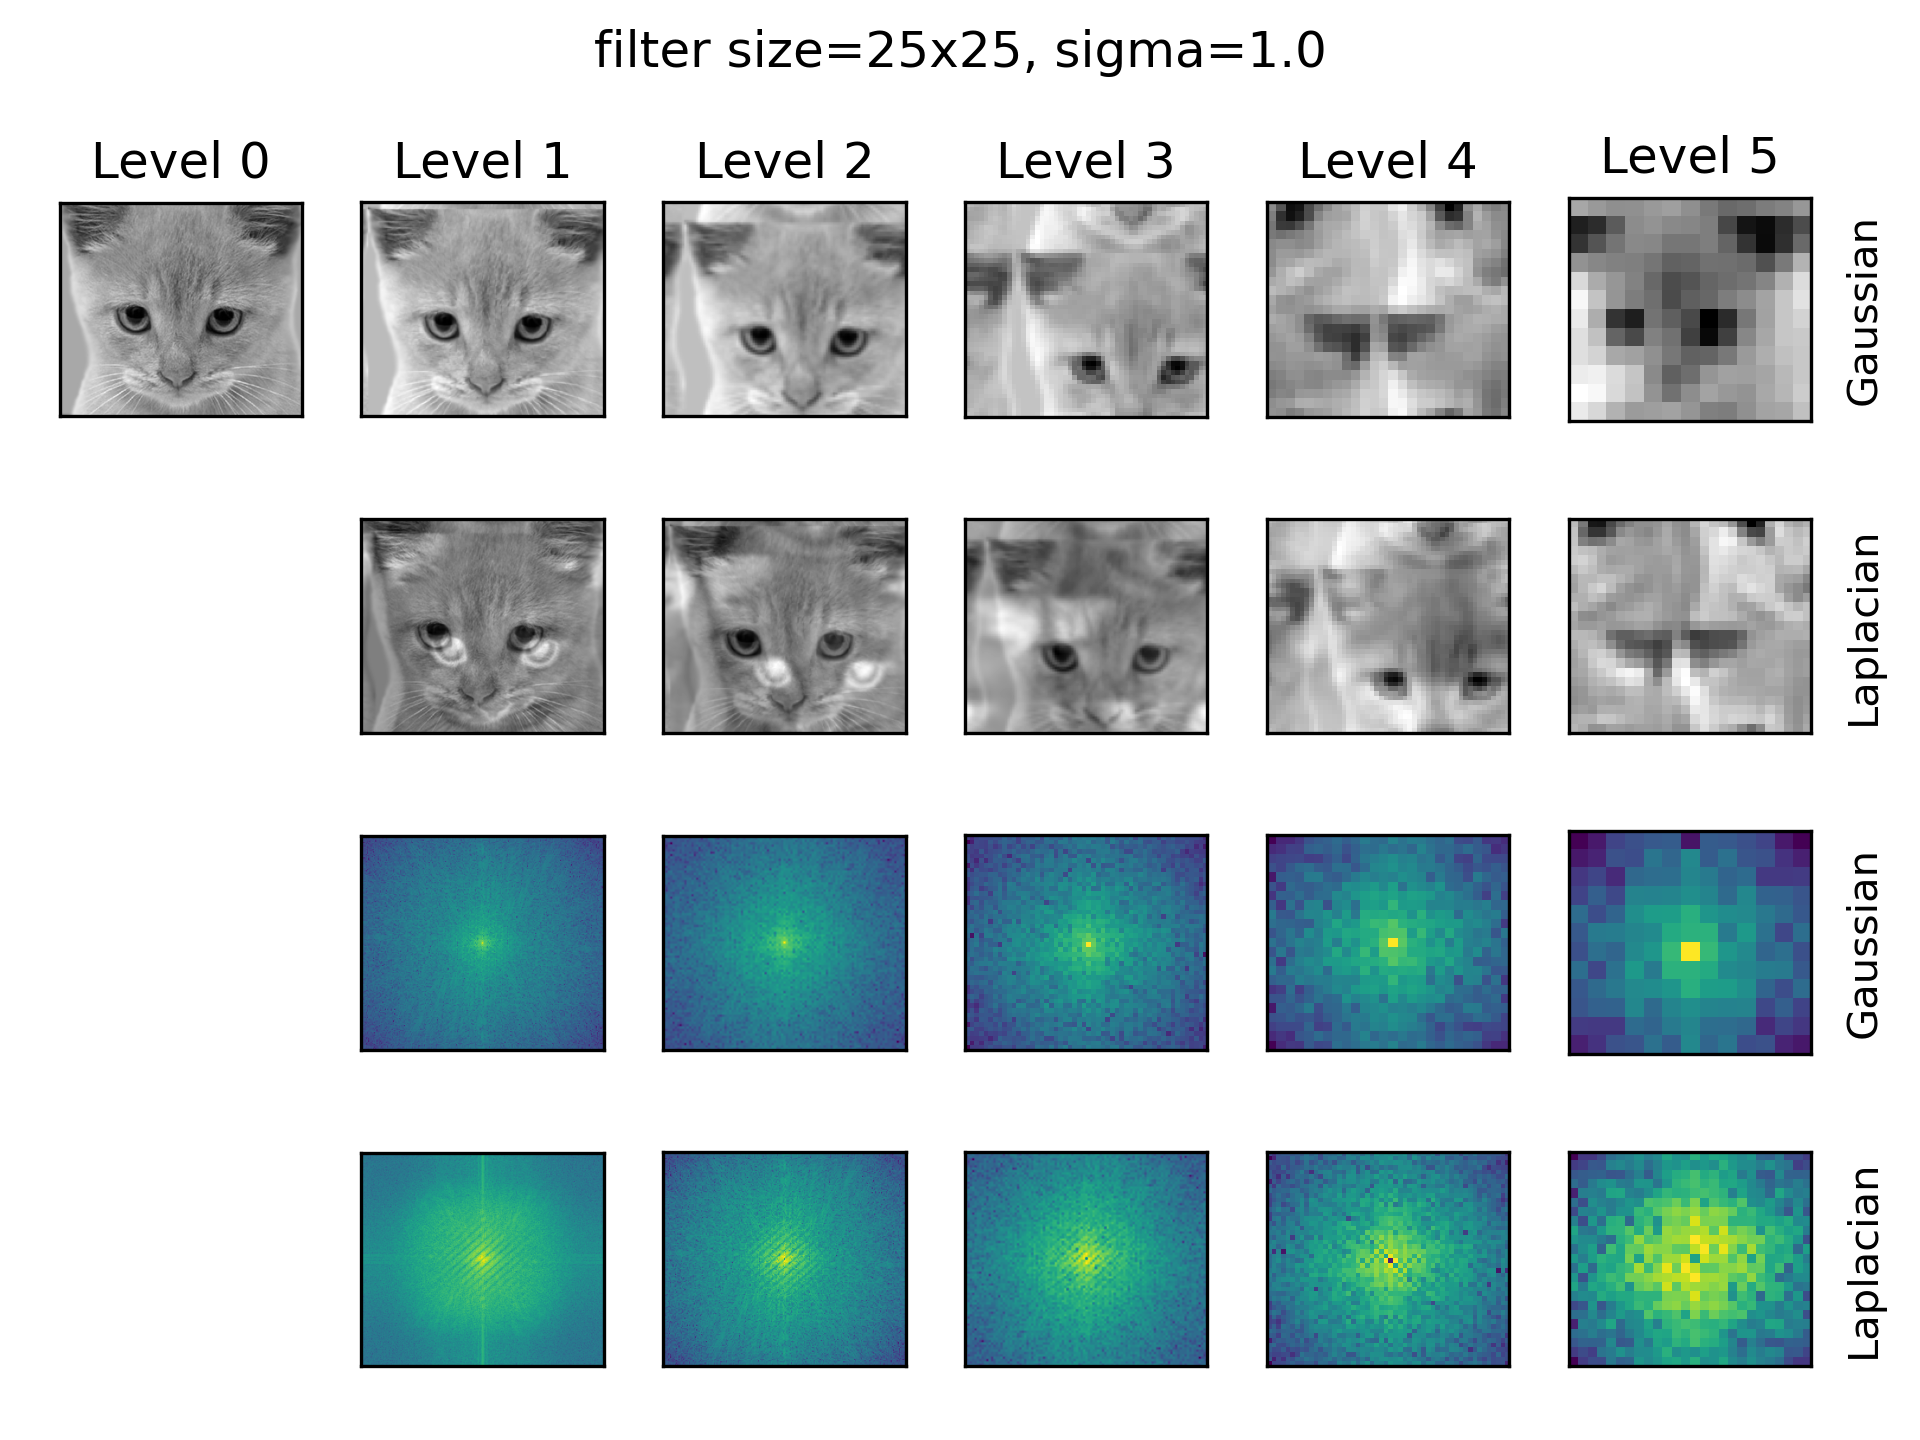 filter size=25x25, sigma=1.0
Level 0
Level 1
Level 2
Level 3
Level 4
Level 5
Gaussian
Laplacian
Gaussian
Laplacian